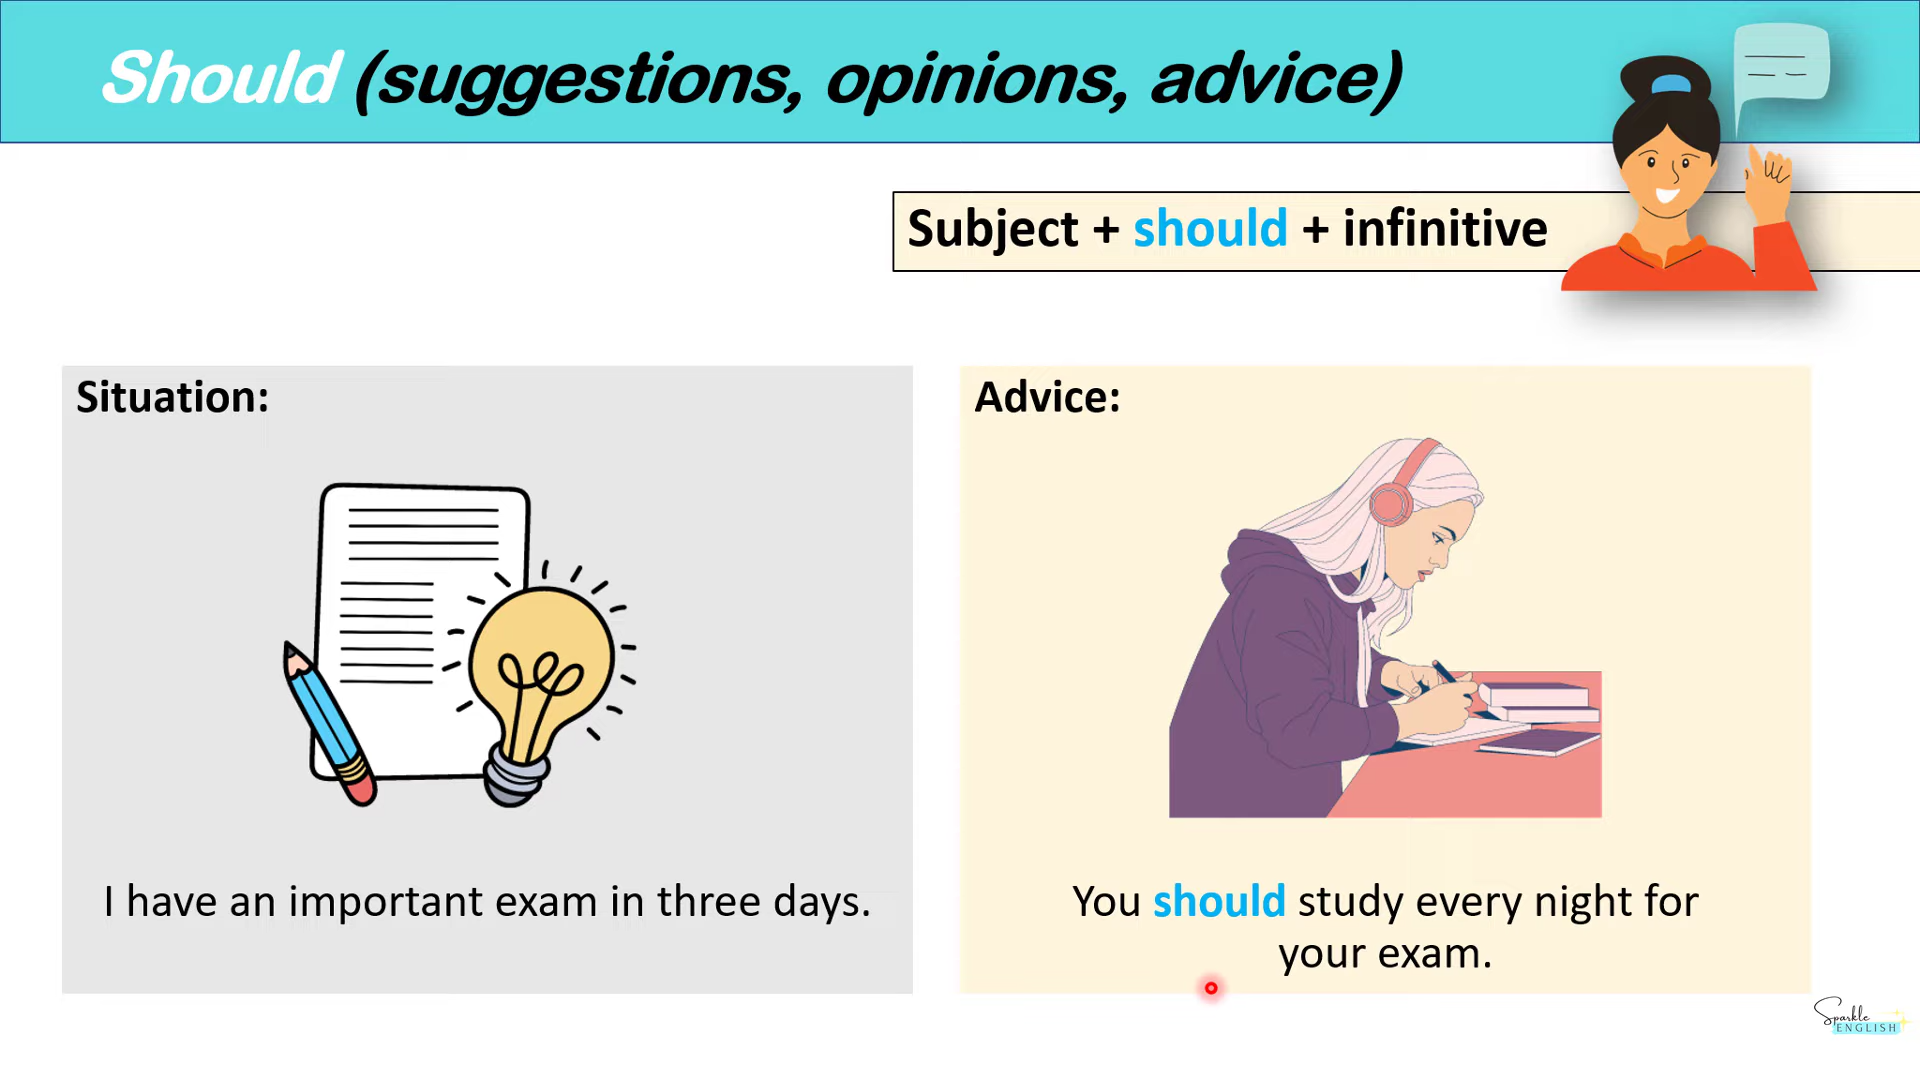 Should (suggestions, opinions, advice)
Subject + should + infinitive
Situation:
I have an important exam in three days.
Advice:
You should study every night for
your exam.
Sparkle
ENGLISH